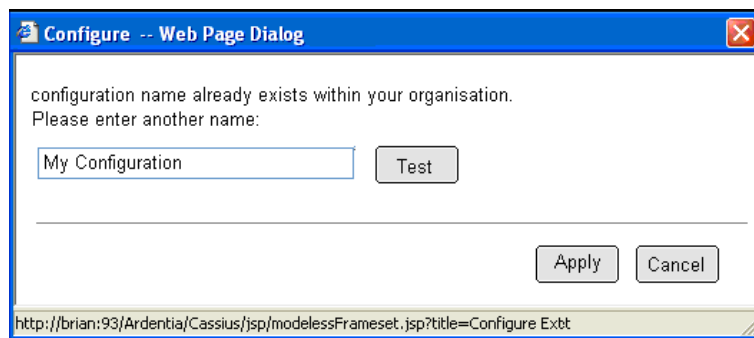 Configure -- Web Page Dialog
configuration name already exists within your organisation.
Please enter another name:
My Configuration
Test
Apply
Cancel
http://brian:93/Ardentia/Cassius/jsp/modelessFrameset.jsp?title=Configure Extt